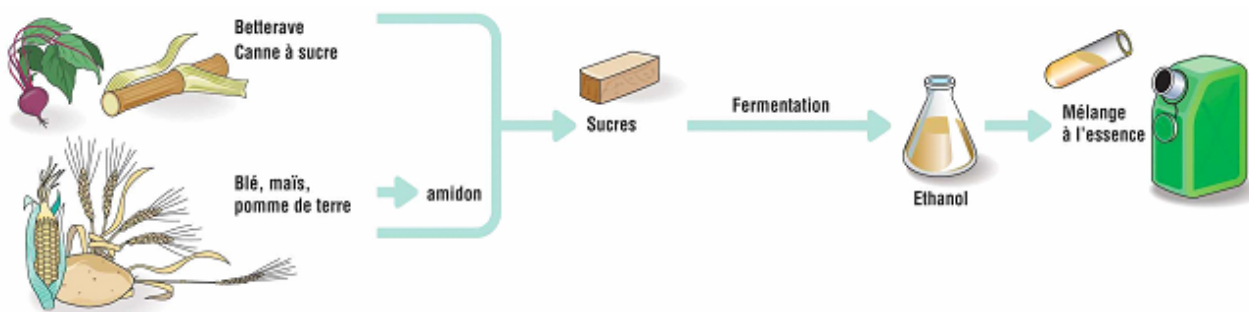 Betterave
Canne à sucre
Blé, maïs,
pomme de terre
amidon
Sucres
Fermentation
Ethanol
Mélange
à l'essence